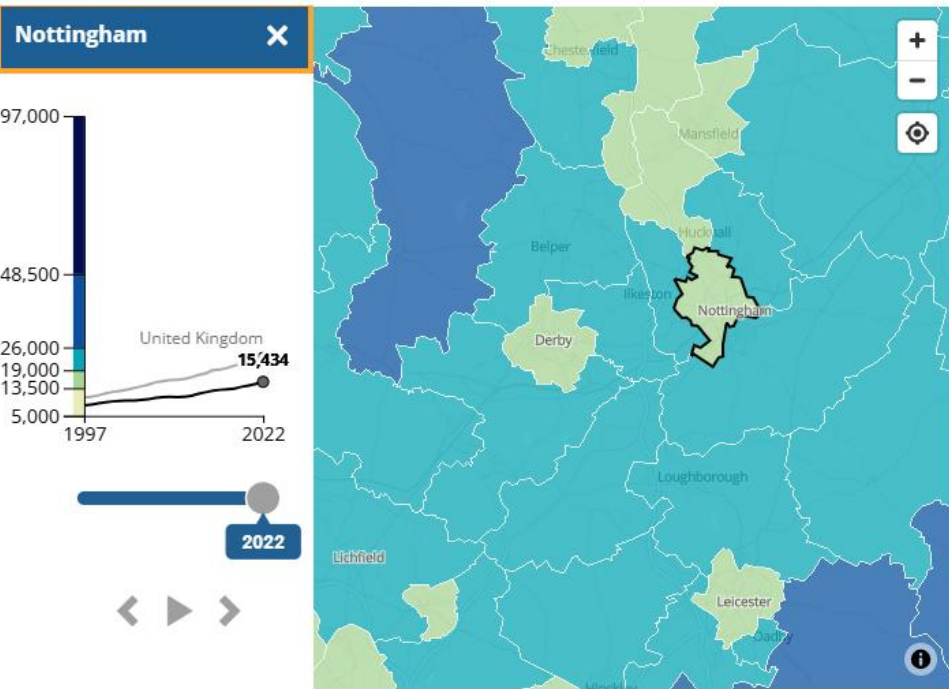 Nottingham
97,000
48,500
26,000
19,000
13,500
5,000
United Kingdom
15,434
1997
2022
2022
Chesterfield
Mansfield
Hucknall
Belper
Ilkeston
Nottingham
Derby
Loughborough
Lichfield
Leicester
Oadby
Hinckley